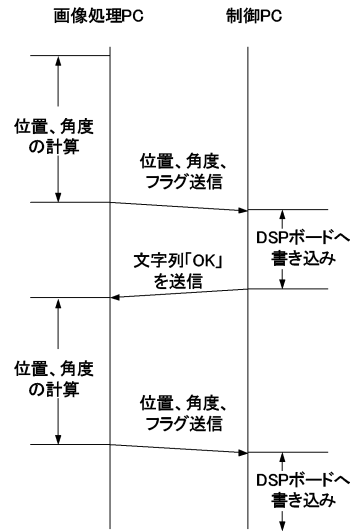 画像処理PC
制御PC
位置、角度
の計算
位置、角度、
フラグ送信
DSPボードへ
書き込み
文字列「OK」
を送信
位置、角度
の計算
位置、角度、
フラグ送信
DSPボードへ
書き込み